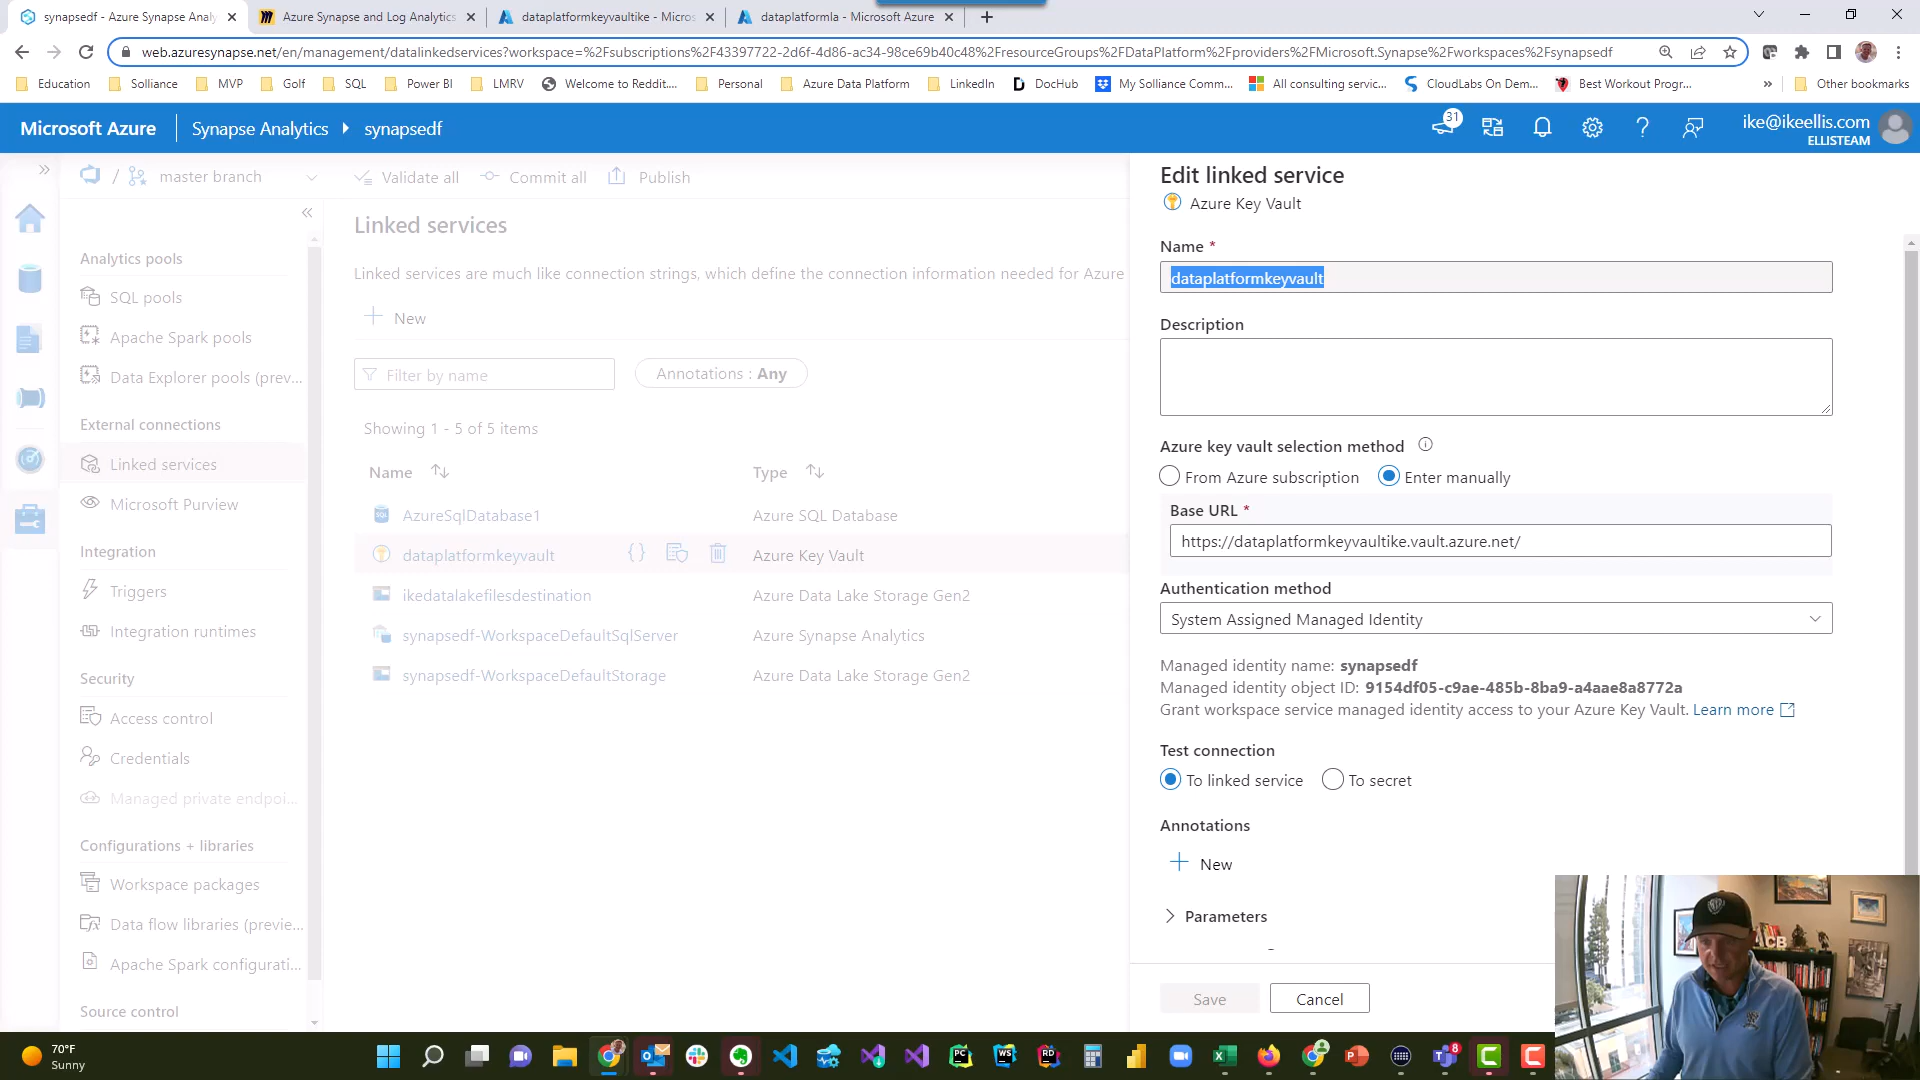 synapsedf - Azure Synapse Analy
Azure Synapse and Log Analytics
dataplatformkeyvaultike - Micros
dataplatformla - Microsoft Azure
web.azuresynapse.net/en/management/datalinkedservices?workspace=%2Fsubscriptions%2F43397722-2d6f-4d86-ac34-98ce69b40c48%2FresourceGroups%2FDataPlatform%2Fproviders%2FMicrosoft.Synapse%2Fworkspaces%2Fsynapsedf
Education
Solliance
MVP
Golf
SQL
Power BI
LMRV
Welcome to Reddit,...
Personal
Azure Data Platform
LinkedIn
DocHub
My Solliance Comm...
All consulting servic...
CloudLabs On Dem...
Best Workout Progr...
»
Other bookmarks
Microsoft Azure
Synapse Analytics
synapsedf
31
ike@ikeellis.com
ELLISTEAM
/ master branch
Validate all
Commit all
Publish
Analytics pools
SQL pools
Apache Spark pools
Data Explorer pools (prev...
External connections
Linked services
Microsoft Purview
Integration
Triggers
Integration runtimes
Security
Access control
Credentials
Managed private endpoi...
Configurations + libraries
Workspace packages
Data flow libraries (previe...
Apache Spark configurati...
Source control
Linked services
Linked services are much like connection strings, which define the connection information needed for Azure
New
Filter by name
Annotations : Any
Showing 1 - 5 of 5 items
Name
Type
AzureSqlDatabase1
Azure SQL Database
dataplatformkeyvault
{}
Azure Key Vault
ikedatalakefilesdestination
Azure Data Lake Storage Gen2
synapsedf-WorkspaceDefaultSqlServer
Azure Synapse Analytics
synapsedf-WorkspaceDefaultStorage
Azure Data Lake Storage Gen2
Edit linked service
Azure Key Vault
Name *
dataplatformkeyvault
Description
Azure key vault selection method
From Azure subscription
Enter manually
Base URL *
https://dataplatformkeyvaultike.vault.azure.net/
Authentication method
System Assigned Managed Identity
Managed identity name: synapsedf
Managed identity object ID: 9154df05-c9ae-485b-8ba9-a4aae8a8772a
Grant workspace service managed identity access to your Azure Key Vault. Learn more
Test connection
To linked service
To secret
Annotations
New
Parameters
Save
Cancel
70°F
Sunny
PC
WS
RD
8